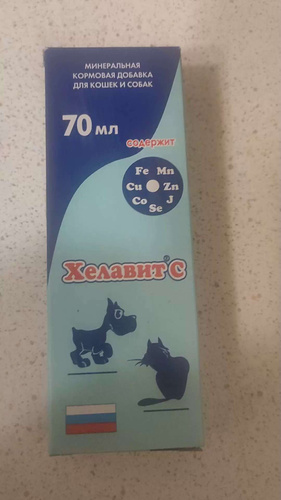 МИНЕРАЛЬНАЯ
КОРМОВАЯ ДОБАВКА
ДЛЯ КОШЕК И СОБАК
70 мл
содержит
Fe Mn
Cu Zn
Co J
Se
Хелавит® С